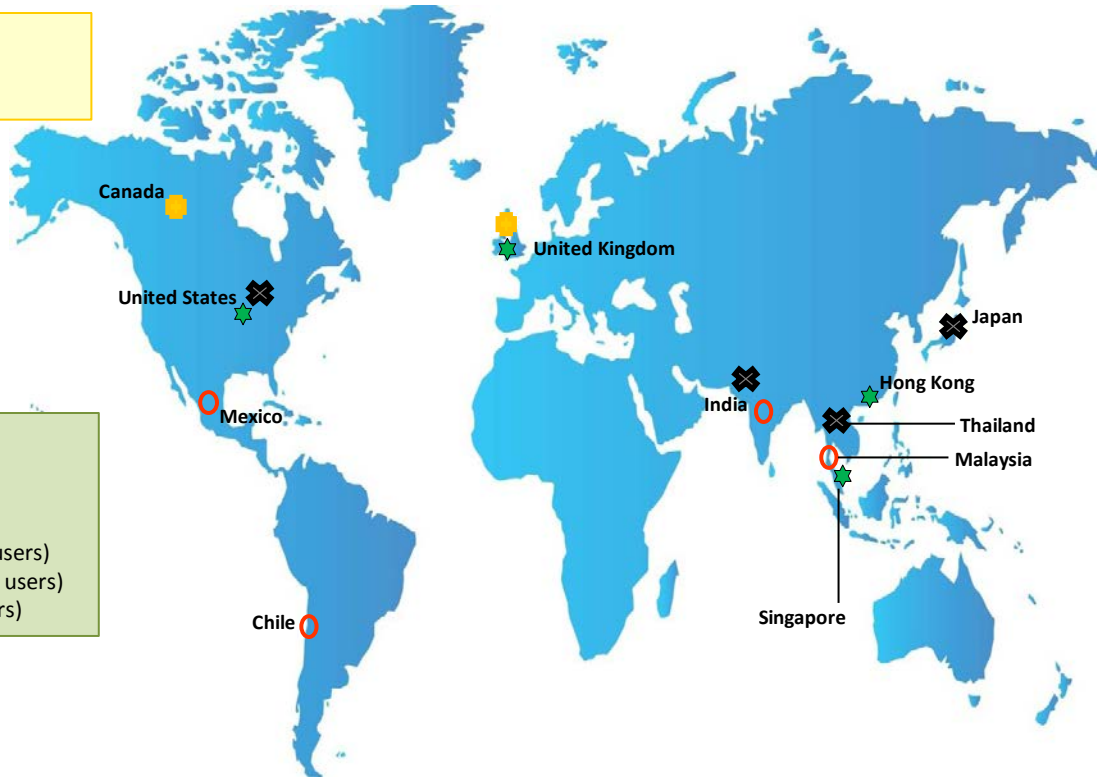 Canada
United Kingdom
United States
Japan
Hong Kong
India
Mexico
Thailand
Malaysia
users)
users)
rs)
Singapore
Chile